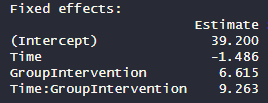 Fixed effects:
Estimate
(Intercept) 39.200
Time -1.486
GroupIntervention 6.615
Time:GroupIntervention 9.263